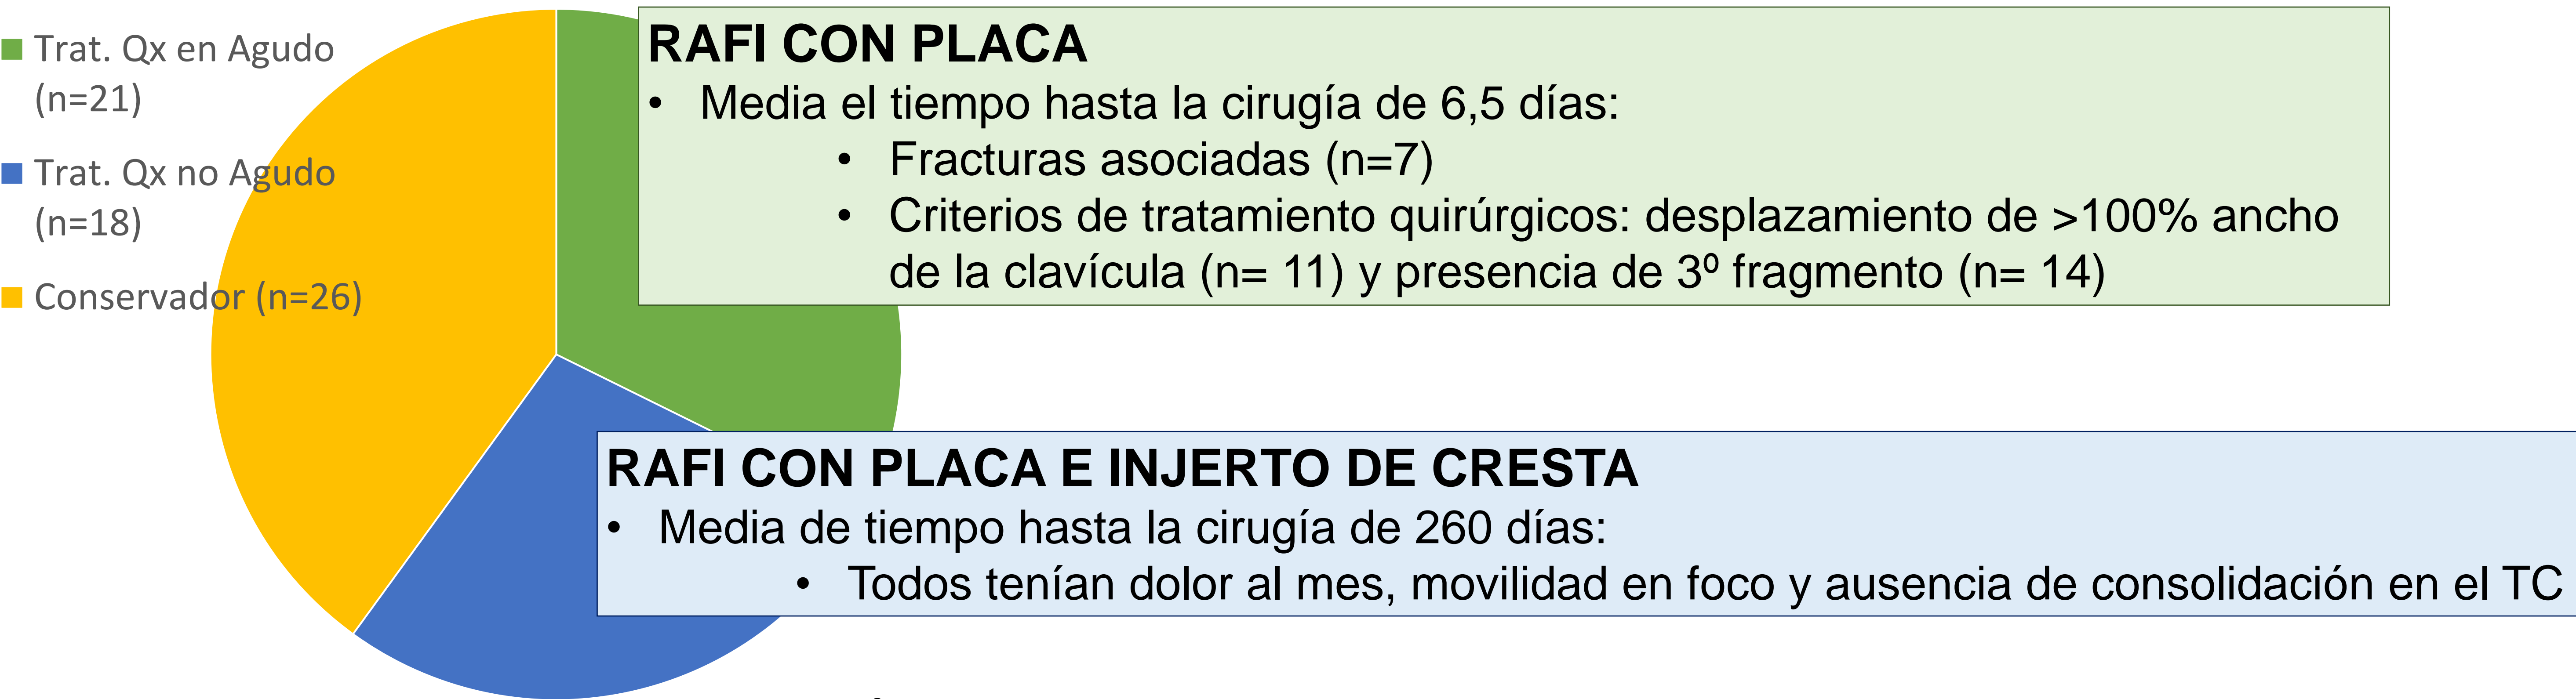 Trat. Qx en Agudo
(n=21)
Trat. Qx no Agudo
(n=18)
Conservador (n=26)
RAFI CON PLACA
• Media el tiempo hasta la cirugía de 6,5 días:
• Fracturas asociadas (n=7)
• Criterios de tratamiento quirúrgicos: desplazamiento de >100% ancho
de la clavícula (n= 11) y presencia de 3º fragmento (n= 14)
RAFI CON PLACA E INJERTO DE CRESTA
• Media de tiempo hasta la cirugía de 260 días:
• Todos tenían dolor al mes, movilidad en foco y ausencia de consolidación en el TC